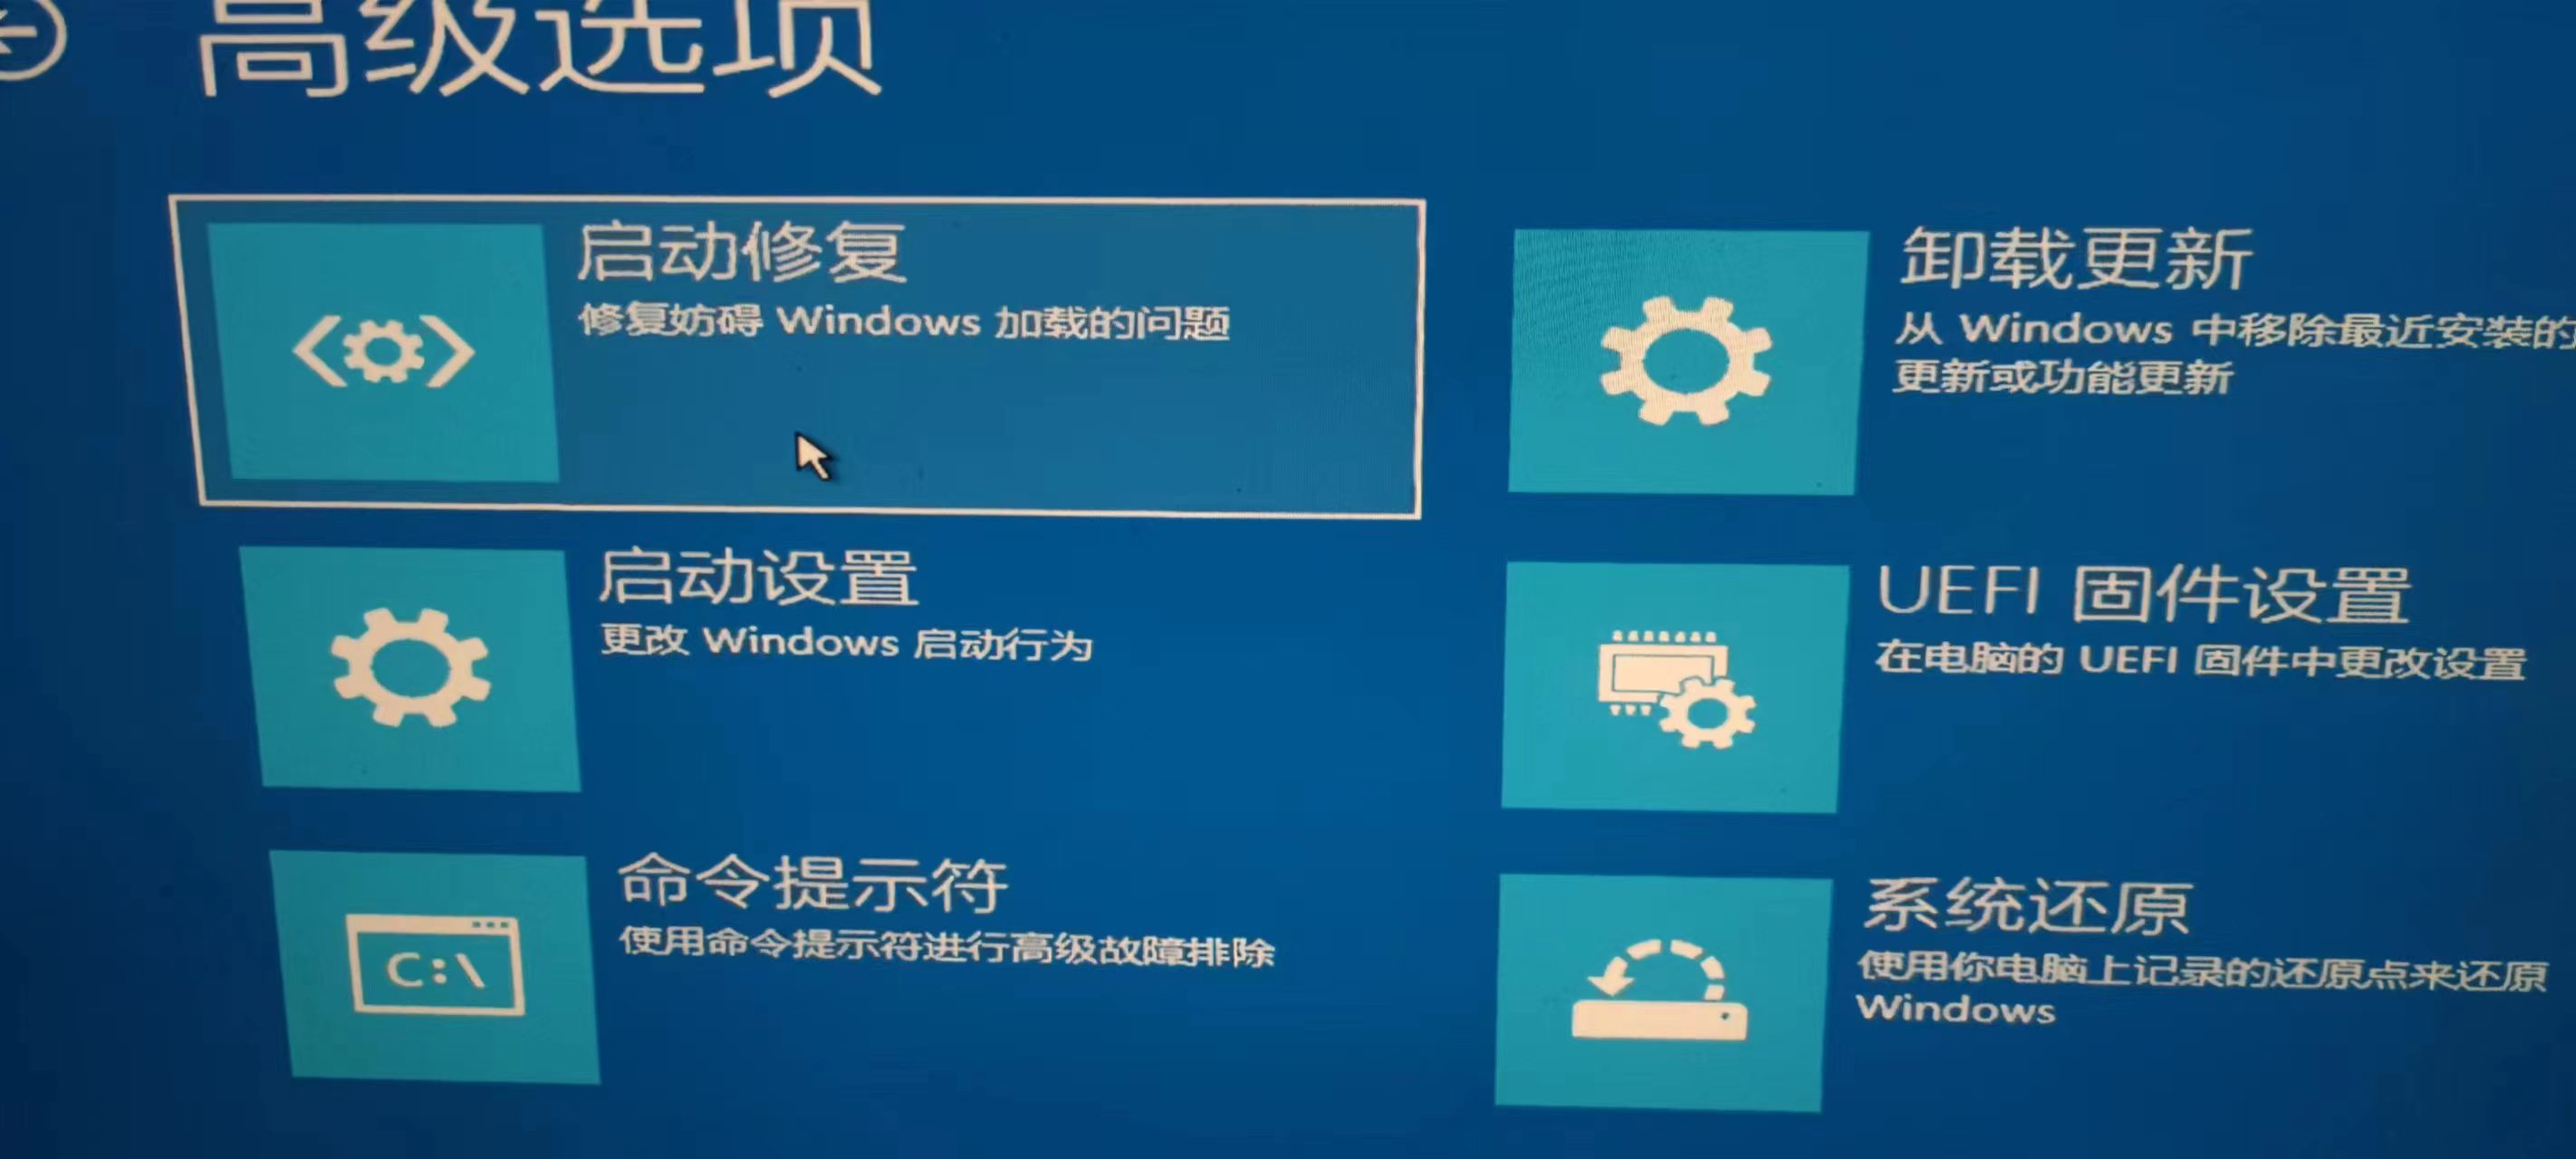 高级选项
启动修复
修复妨碍 Windows 加载的问题
卸载更新
从 Windows 中移除最近安装的
更新或功能更新
启动设置
更改 Windows 启动行为
UEFI 固件设置
在电脑的 UEFI 固件中更改设置
C:\
命令提示符
使用命令提示符进行高级故障排除
系统还原
使用你电脑上记录的还原点来还原
Windows